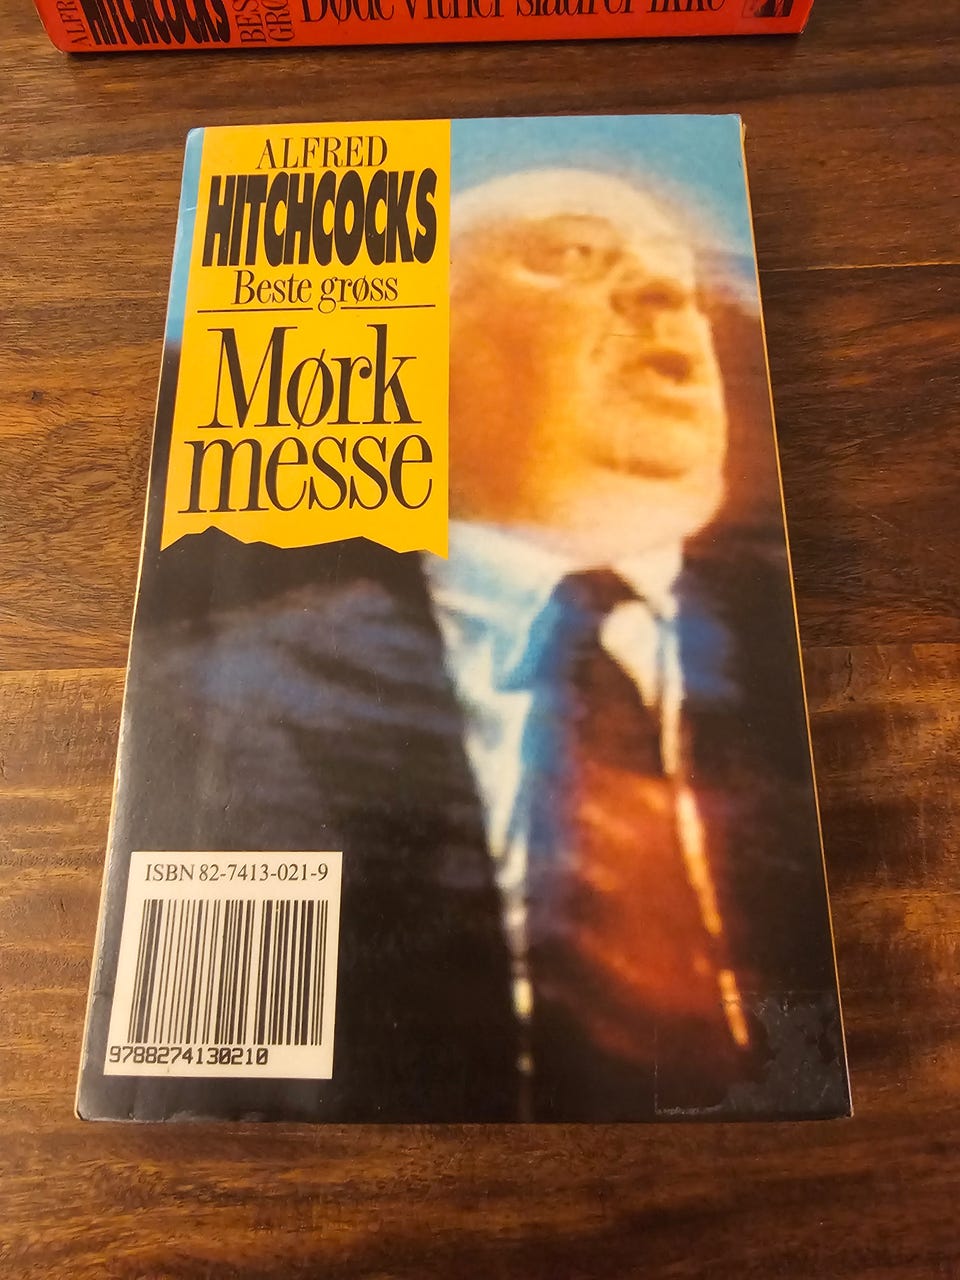 HITCHCOCKS
Døde vitner sladrer ikke
ALFRED
HITCHCOCKS
Beste grøss
Mørk
messe
ISBN 82-7413-021-9
9788274130210